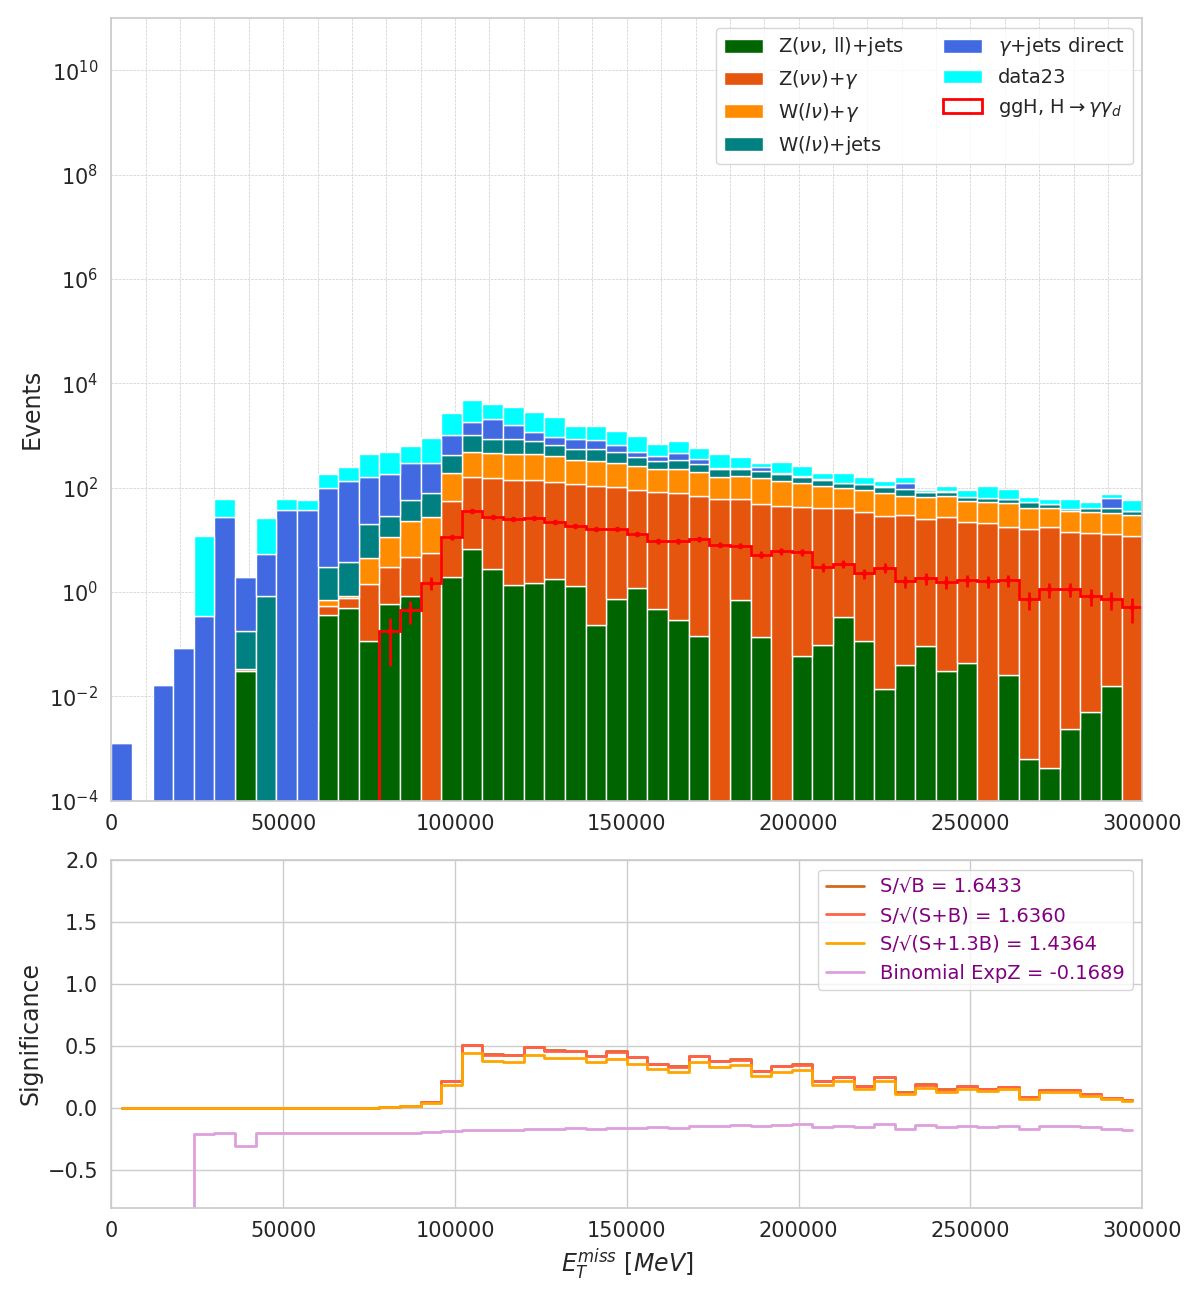 Z(νν, ll)+jets
Z(νν)+γ
W(lν)+γ
W(lν)+jets
γ+jets direct
data23
ggH, H→γγ_d
Events
10^10
10^8
10^6
10^4
10^2
10^0
10^−2
10^−4
0 50000 100000 150000 200000 250000 300000
S/√B = 1.6433
S/√(S+B) = 1.6360
S/√(S+1.3B) = 1.4364
Binomial ExpZ = -0.1689
Significance
2.0
1.5
1.0
0.5
0.0
−0.5
0 50000 100000 150000 200000 250000 300000
E_T^miss [MeV]